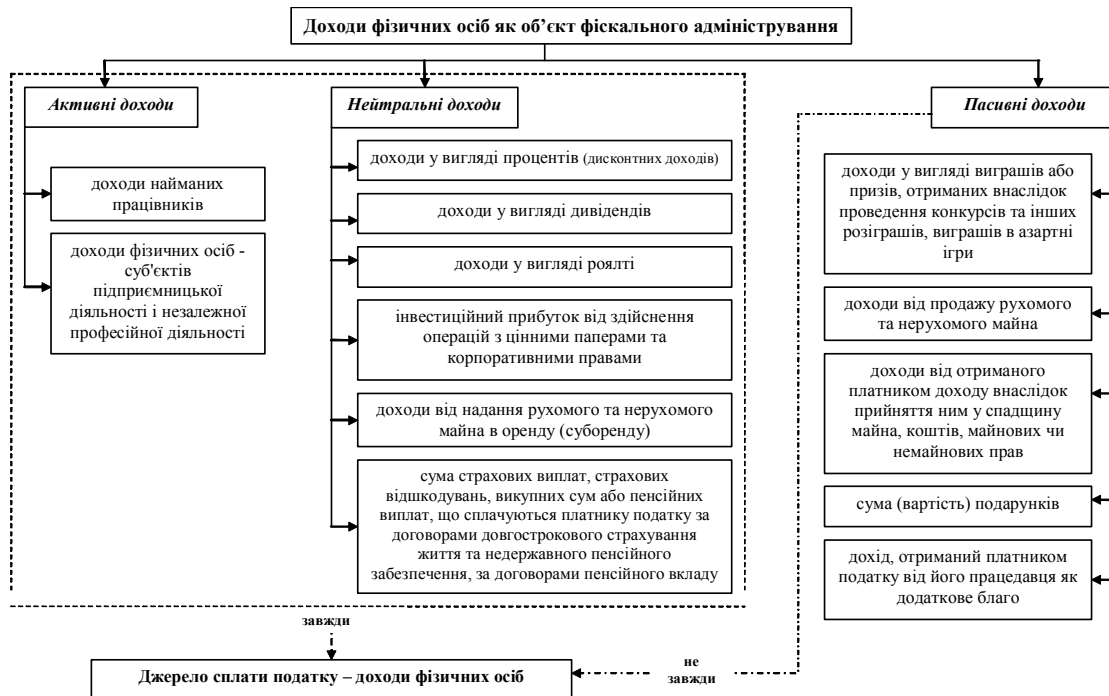 Доходи фізичних осіб як об’єкт фіскального адміністрування
Активні доходи
доходи найманих
працівників
доходи фізичних осіб -
суб'єктів
підприємницької
діяльності і незалежної
професійної діяльності
Нейтральні доходи
доходи у вигляді процентів (дисконтних доходів)
доходи у вигляді дивідендів
доходи у вигляді роялті
інвестиційний прибуток від здійснення
операцій з цінними паперами та
корпоративними правами
доходи від надання рухомого та нерухомого
майна в оренду (суборенду)
сума страхових виплат, страхових
відшкодувань, викупних сум або пенсійних
виплат, що сплачуються платнику податку за
договорами довгострокового страхування
життя та недержавного пенсійного
забезпечення, за договорами пенсійного вкладу
Пасивні доходи
доходи у вигляді виграшів або
призів, отриманих внаслідок
проведення конкурсів та інших
розіграшів, виграшів в азартні
ігри
доходи від продажу рухомого
та нерухомого майна
доходи від отриманого
платником доходу внаслідок
прийняття ним у спадщину
майна, коштів, майнових чи
немайнових прав
сума (вартість) подарунків
дохід, отриманий платником
податку від його працедавця як
додаткове благо
завжди
не
завжди
Джерело сплати податку – доходи фізичних осіб